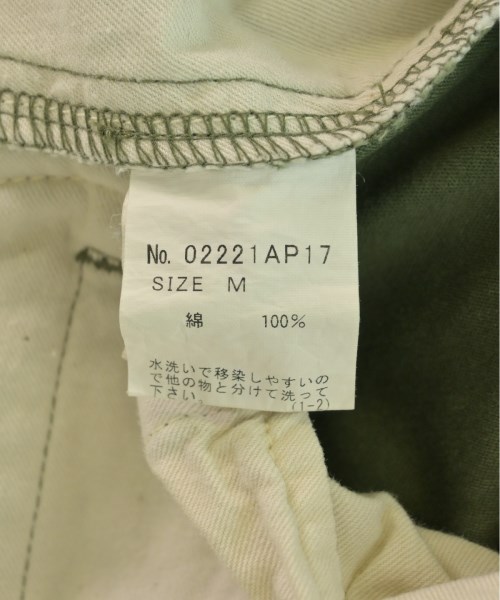 No. 02221AP17
SIZE M
綿 100%
水洗いで移染しやすいの
で他の物と分けて洗って
下さい
(1-2)